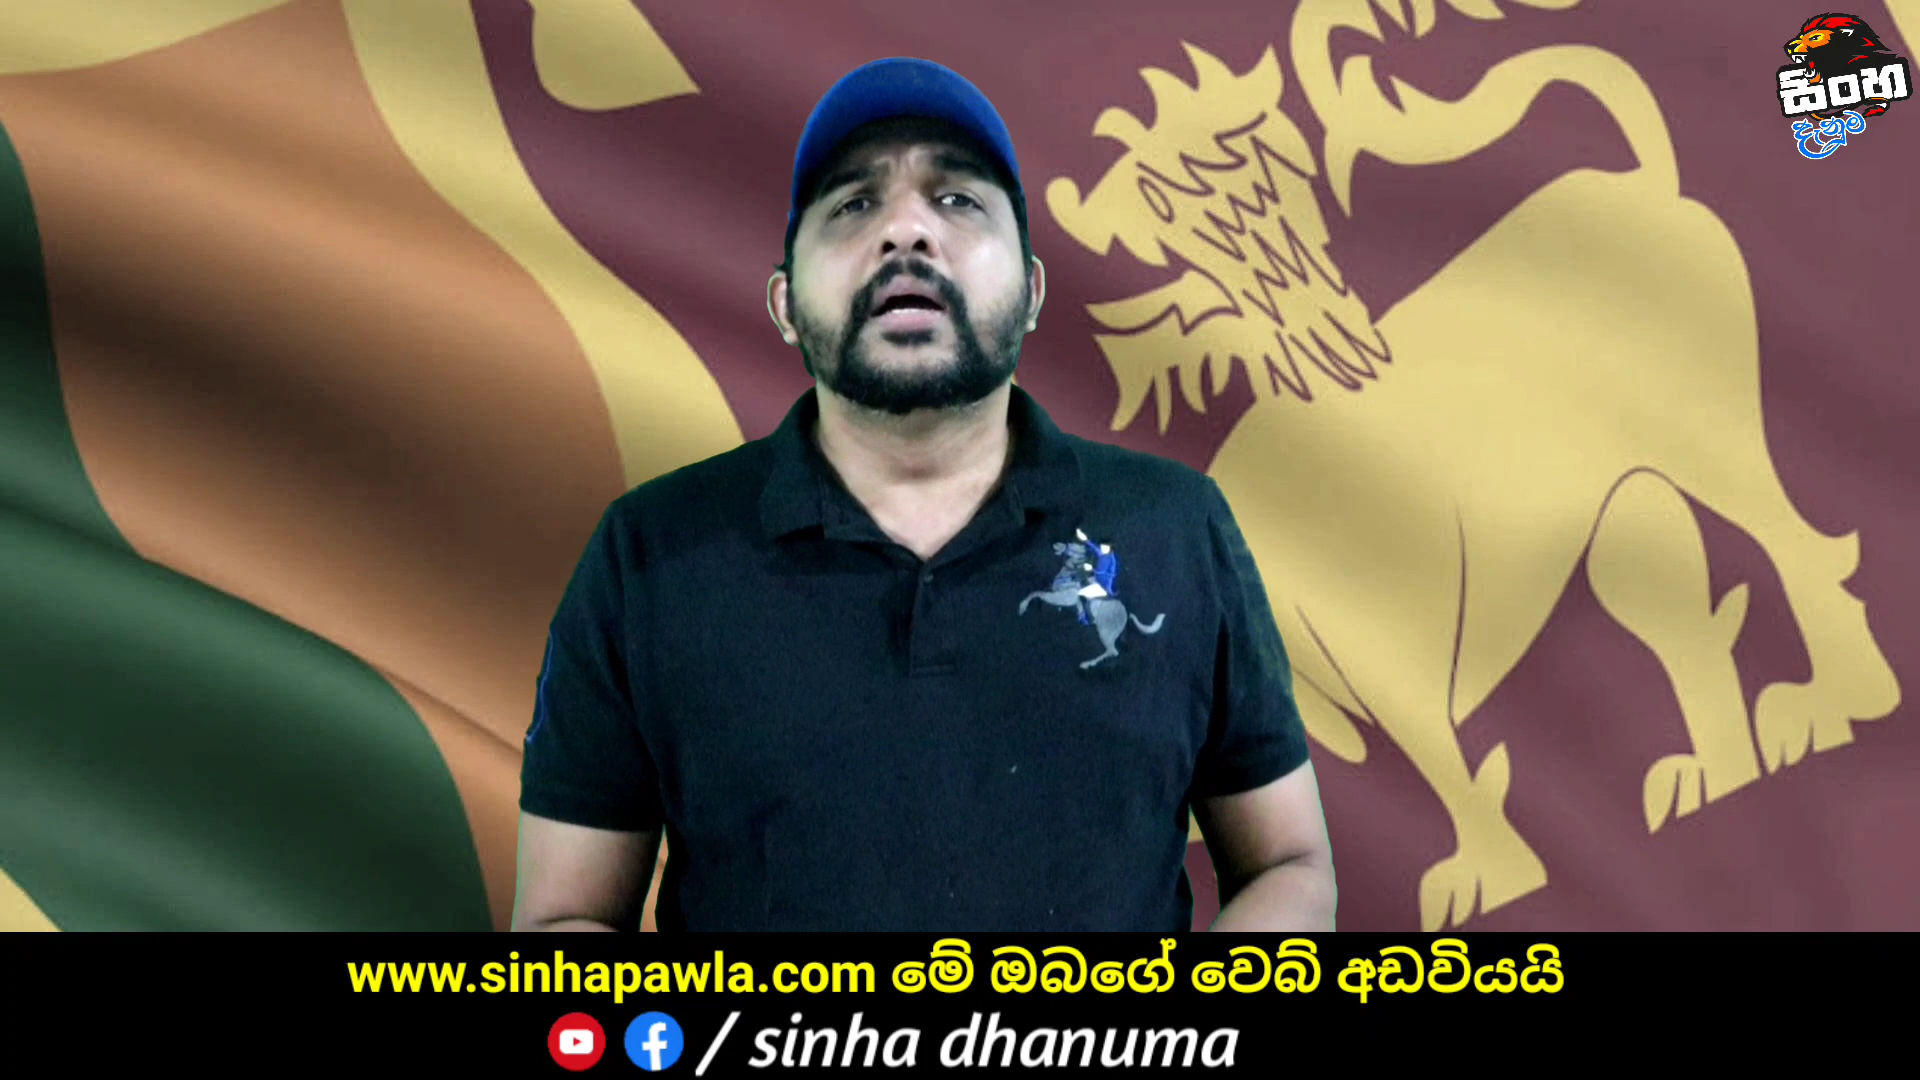 සිංහ
දැනුම
www.sinhapawla.com මේ ඔබගේ වෙබ් අඩවියයි
/ sinha dhanuma